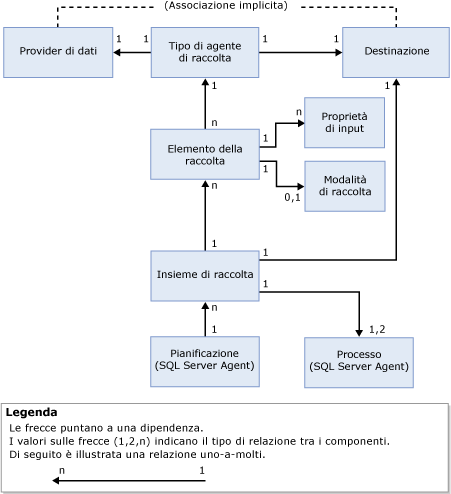 (Associazione implicita)
Provider di dati
1
1
Tipo di agente
di raccolta
1
1
Destinazione
1
1
n
n
Proprietà
di input
Elemento della
raccolta
1
1
Modalità
di raccolta
0,1
n
1
1
Insieme di raccolta
1
n
1,2
1
Pianificazione
(SQL Server Agent)
Processo
(SQL Server Agent)
Legenda
Le frecce puntano a una dipendenza.
I valori sulle frecce (1,2,n) indicano il tipo di relazione tra i componenti.
Di seguito è illustrata una relazione uno-a-molti.
n
1